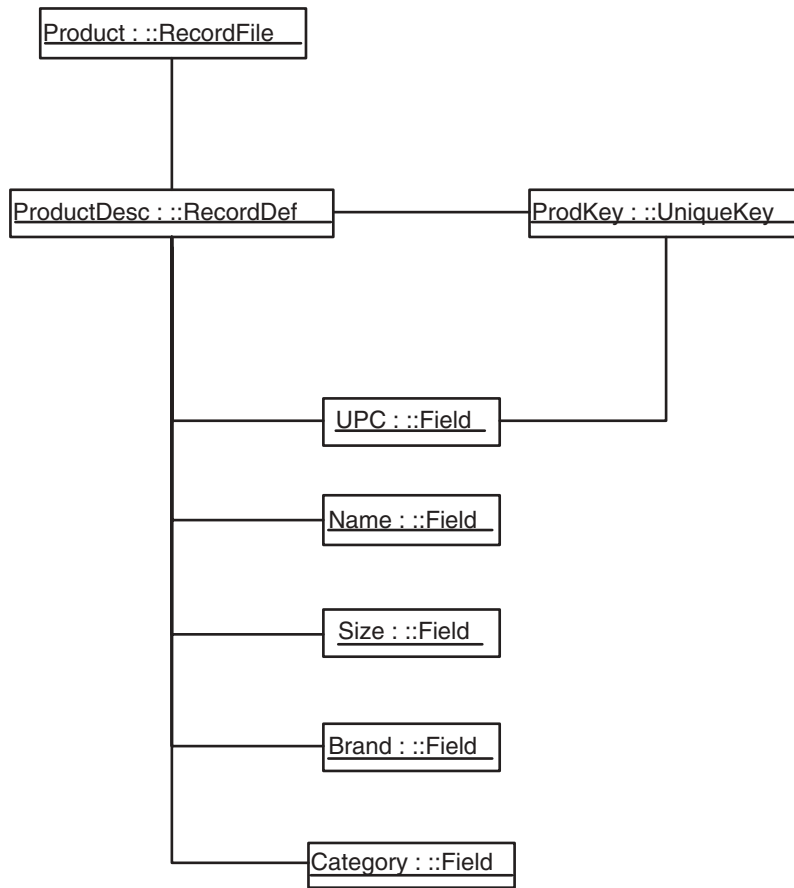 Product : ::RecordFile
ProductDesc : ::RecordDef
ProdKey : ::UniqueKey
UPC : ::Field
Name : ::Field
Size : ::Field
Brand : ::Field
Category : ::Field